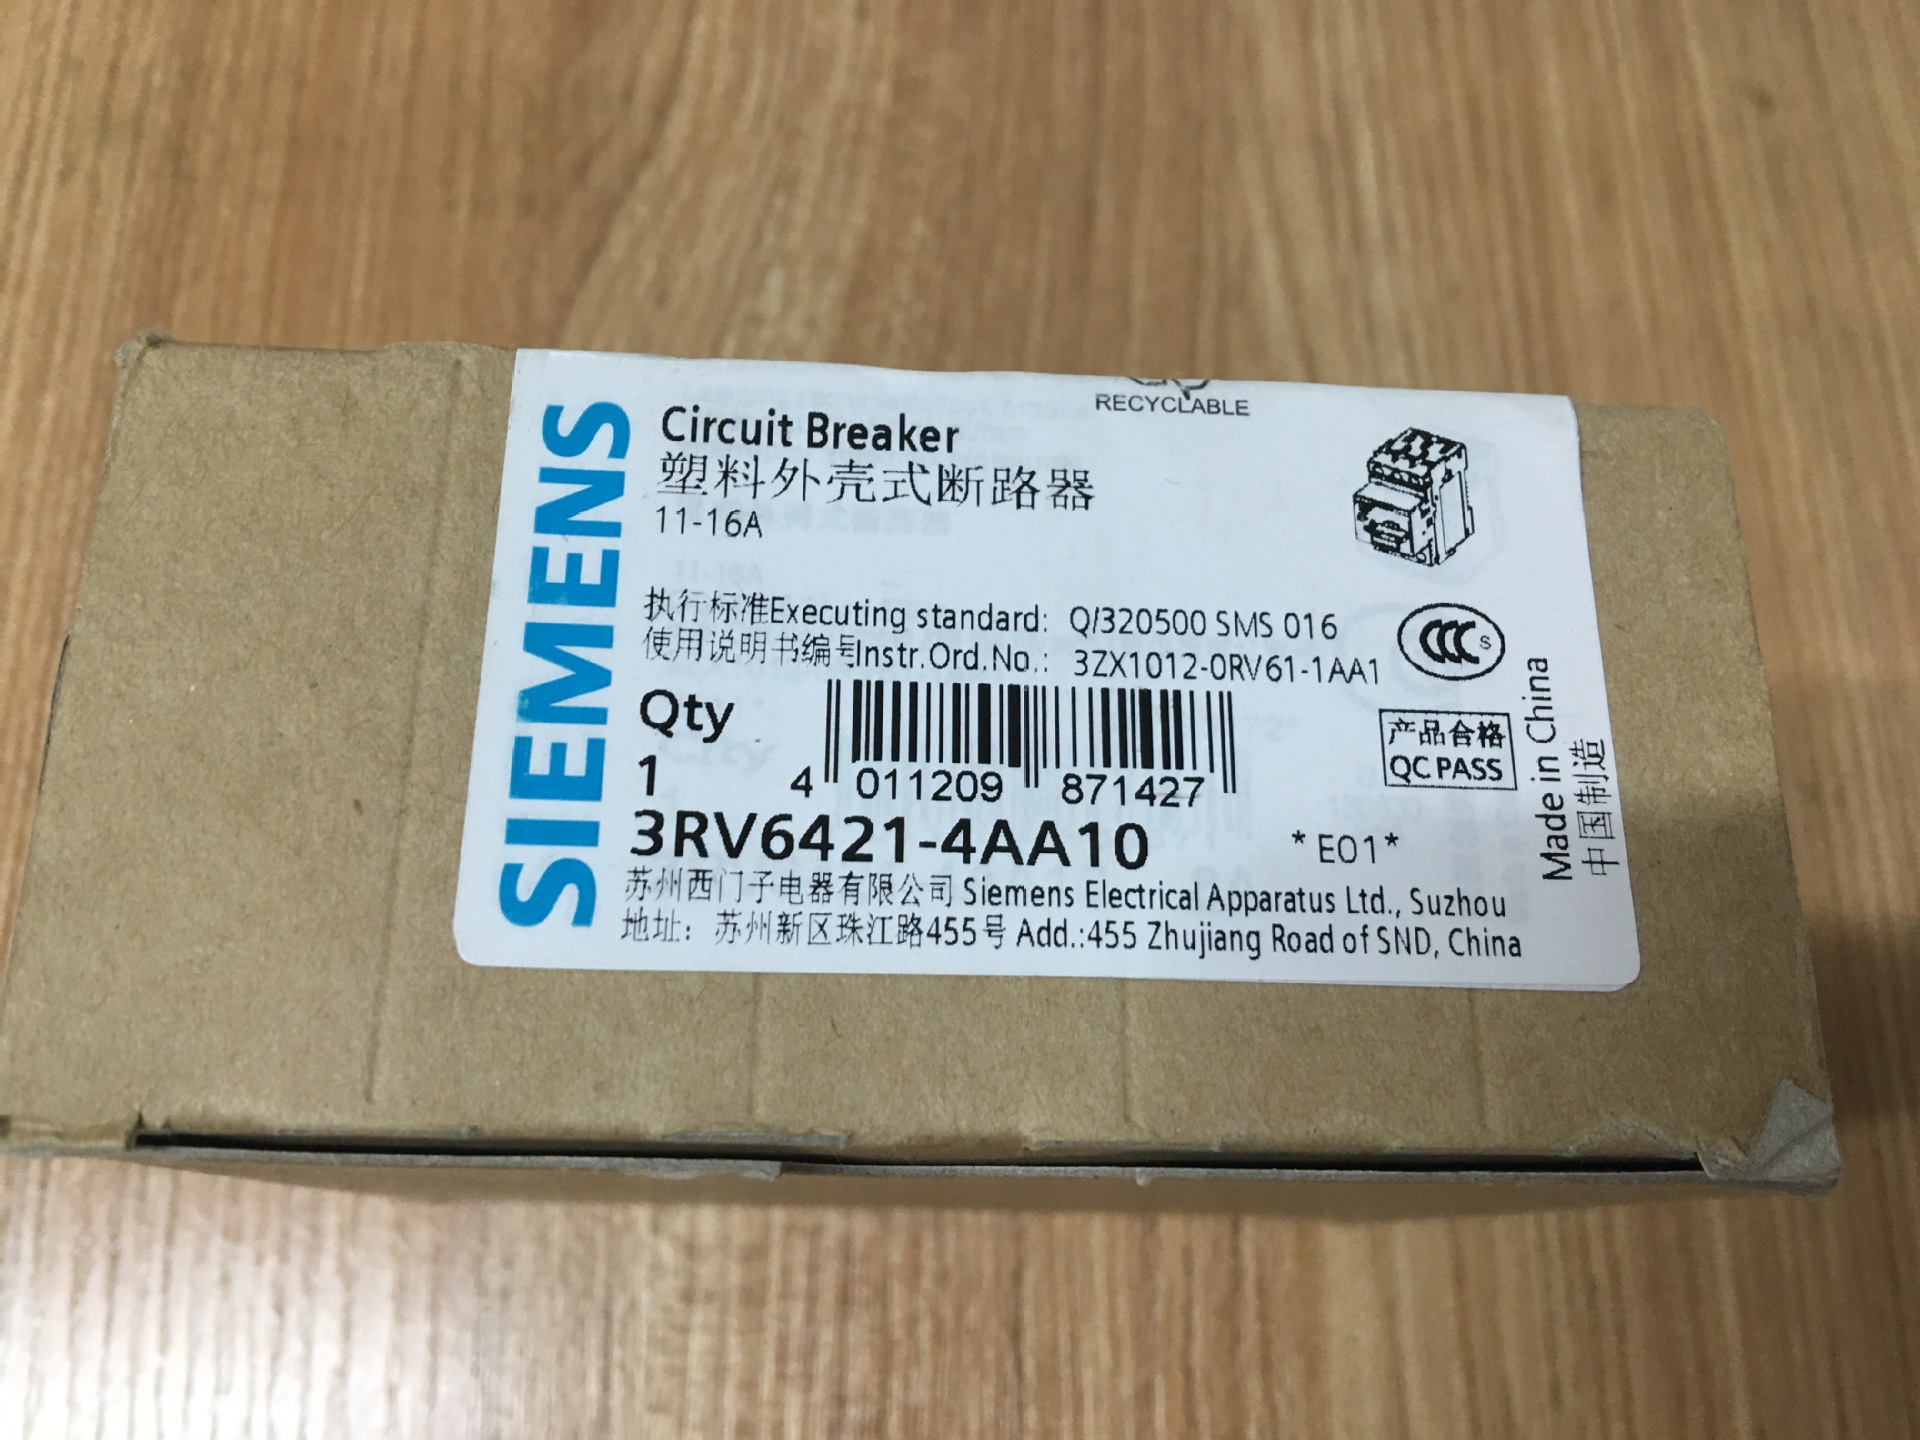 RECYCLABLE
SIEMENS
Circuit Breaker
塑料外壳式断路器
11-16A
执行标准Executing standard: Q/320500 SMS 016
使用说明书编号Instr.Ord.No.: 3ZX1012-0RV61-1AA1
CCC S
Qty
1
4 011209 871427
产品合格
QC PASS
3RV6421-4AA10 *E01*
Made in China
中国制造
苏州西门子电器有限公司 Siemens Electrical Apparatus Ltd., Suzhou
地址: 苏州新区珠江路455号 Add.:455 Zhujiang Road of SND, China